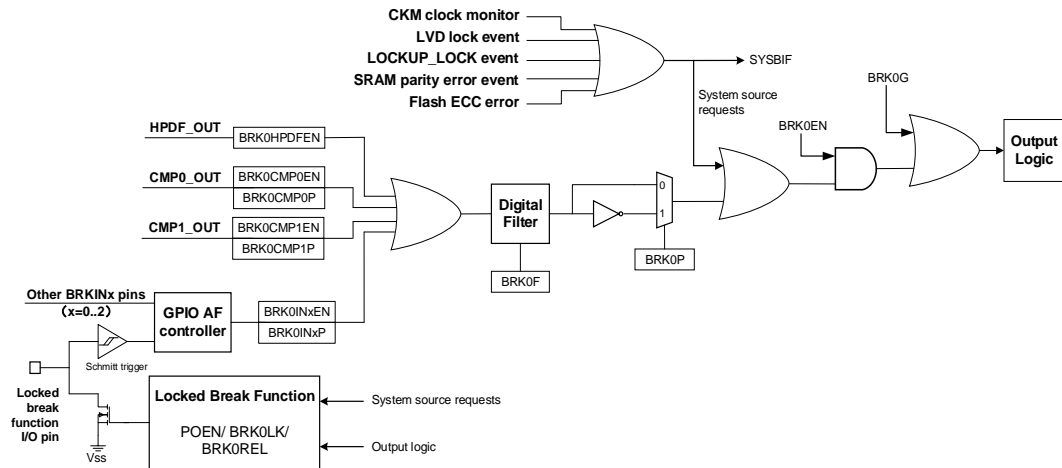 CKM clock monitor
LVD lock event
LOCKUP_LOCK event
SRAM parity error event
Flash ECC error
SYSBIF
System source
requests
BRK0G
BRK0EN
Output
Logic
HPDF_OUT
BRK0HPDFEN
CMP0_OUT
BRK0CMP0EN
BRK0CMP0P
CMP1_OUT
BRK0CMP1EN
BRK0CMP1P
Digital
Filter
BRK0F
0
1
BRK0P
Other BRKINx pins
(x=0..2)
GPIO AF
controller
BRK0INxEN
BRK0INxP
Schmitt trigger
Locked
break
function
I/O pin
Vss
Locked Break Function
POEN/ BRK0LK/
BRK0REL
System source requests
Output logic